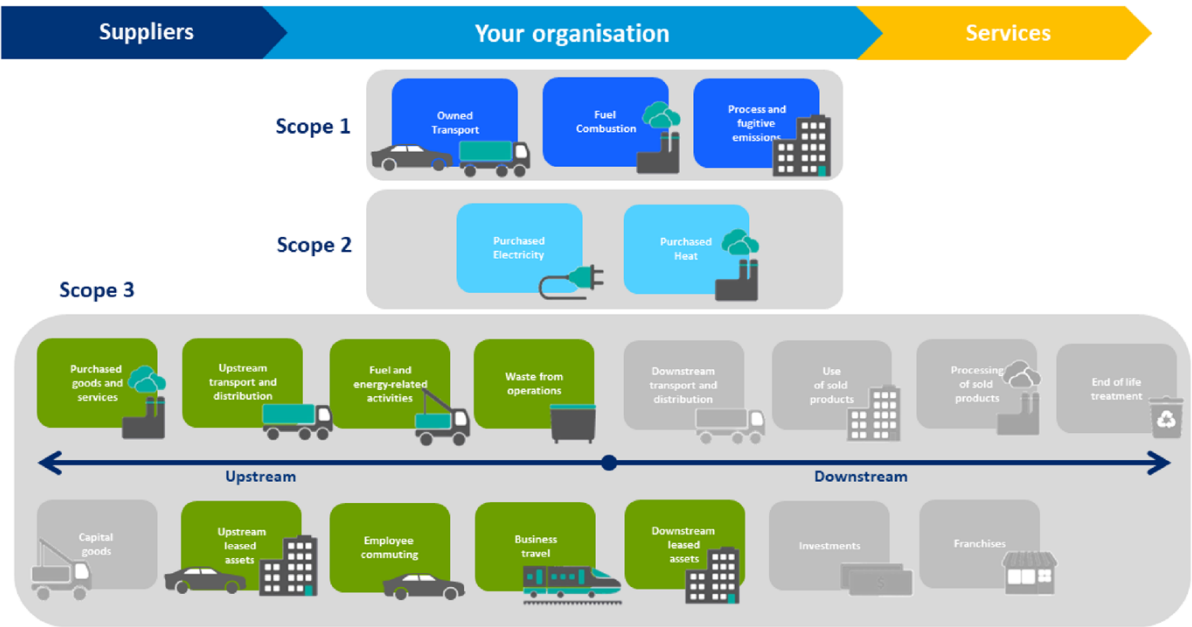 Suppliers
Your organisation
Services
Scope 1
Owned
Transport
Fuel
Combustion
Process and
fugitive
emissions
Scope 2
Purchased
Electricity
Purchased
Heat
Scope 3
Purchased
goods and
services
Upstream
transport and
distribution
Fuel and
energy-related
activities
Waste from
operations
Downstream
transport and
distribution
Use
of sold
products
Processing
of sold
products
End of life
treatment
Upstream
Downstream
Capital
goods
Upstream
leased
assets
Employee
commuting
Business
travel
Downstream
leased
assets
Investments
Franchises